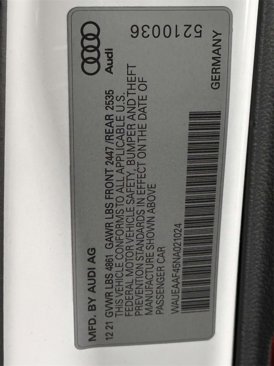 Audi
5210036
GERMANY
MFD. BY AUDI AG
12.21 GVWR LBS 4861 GAWR LBS FRONT 2447/REAR 2535
THIS VEHICLE CONFORMS TO ALL APPLICABLE U.S.
FEDERAL MOTOR VEHICLE SAFETY, BUMPER AND THEFT
PREVENTION STANDARDS IN EFFECT ON THE DATE OF
MANUFACTURE SHOWN ABOVE
PASSENGER CAR
WAUEAAF45NA021024